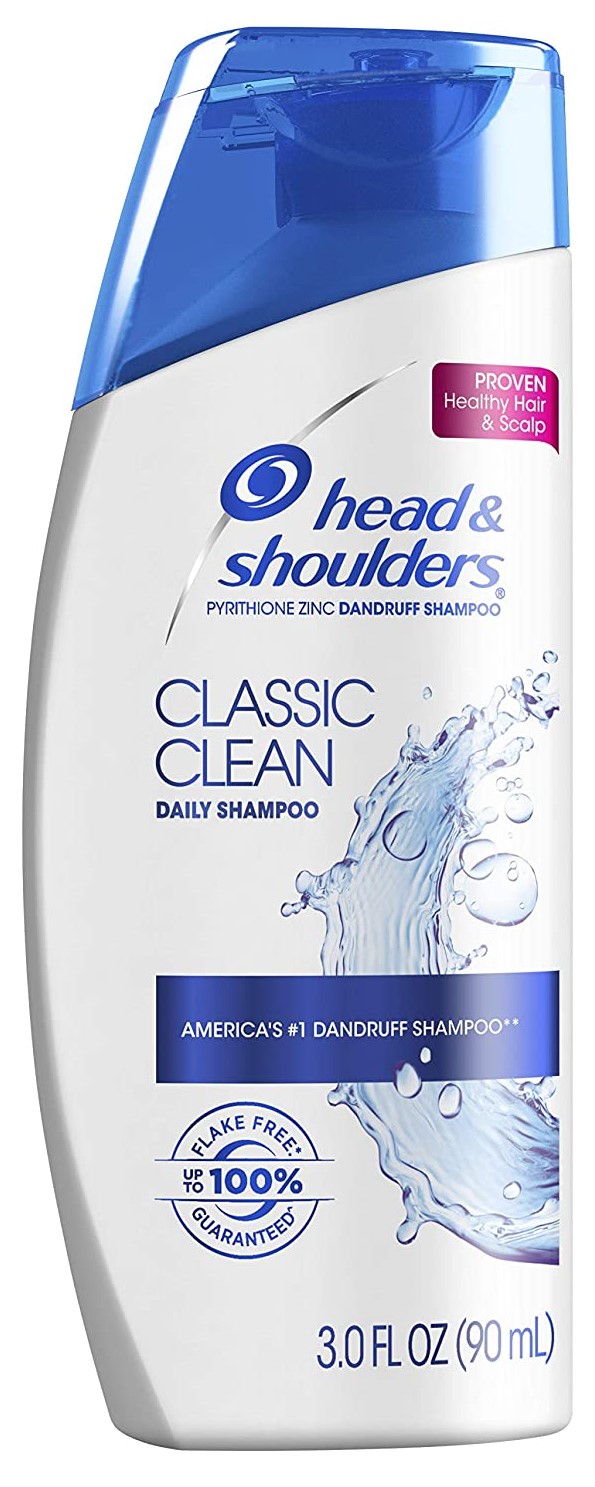 PROVEN
Healthy Hair
& Scalp
head &
shoulders®
PYRITHIONE ZINC DANDRUFF SHAMPOO
CLASSIC
CLEAN
DAILY SHAMPOO
AMERICA'S #1 DANDRUFF SHAMPOO**
FLAKE FREE*
UP
TO 100%
GUARANTEED^
3.0 FL OZ (90 mL)